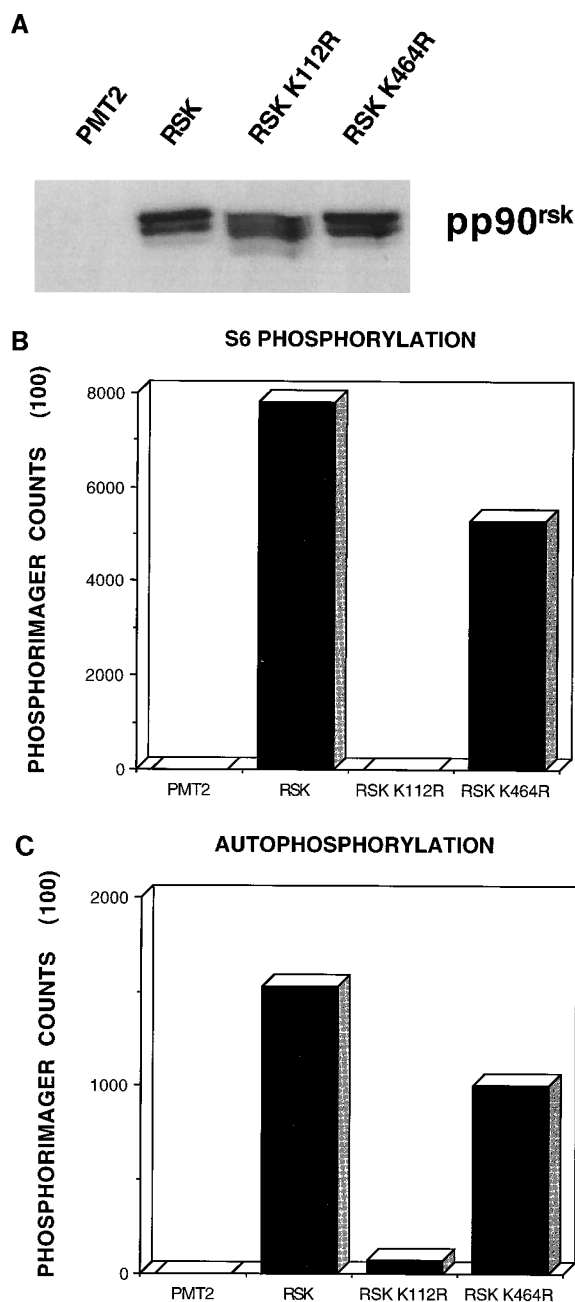 A
PMT2
RSK
RSK K112R
RSK K464R
pp90rsk
B
S6 PHOSPHORYLATION
PHOSPHORIMAGER COUNTS (100)
8000
6000
4000
2000
0
PMT2
RSK
RSK K112R
RSK K464R
C
AUTOPHOSPHORYLATION
PHOSPHORIMAGER COUNTS (100)
2000
1000
0
PMT2
RSK
RSK K112R
RSK K464R